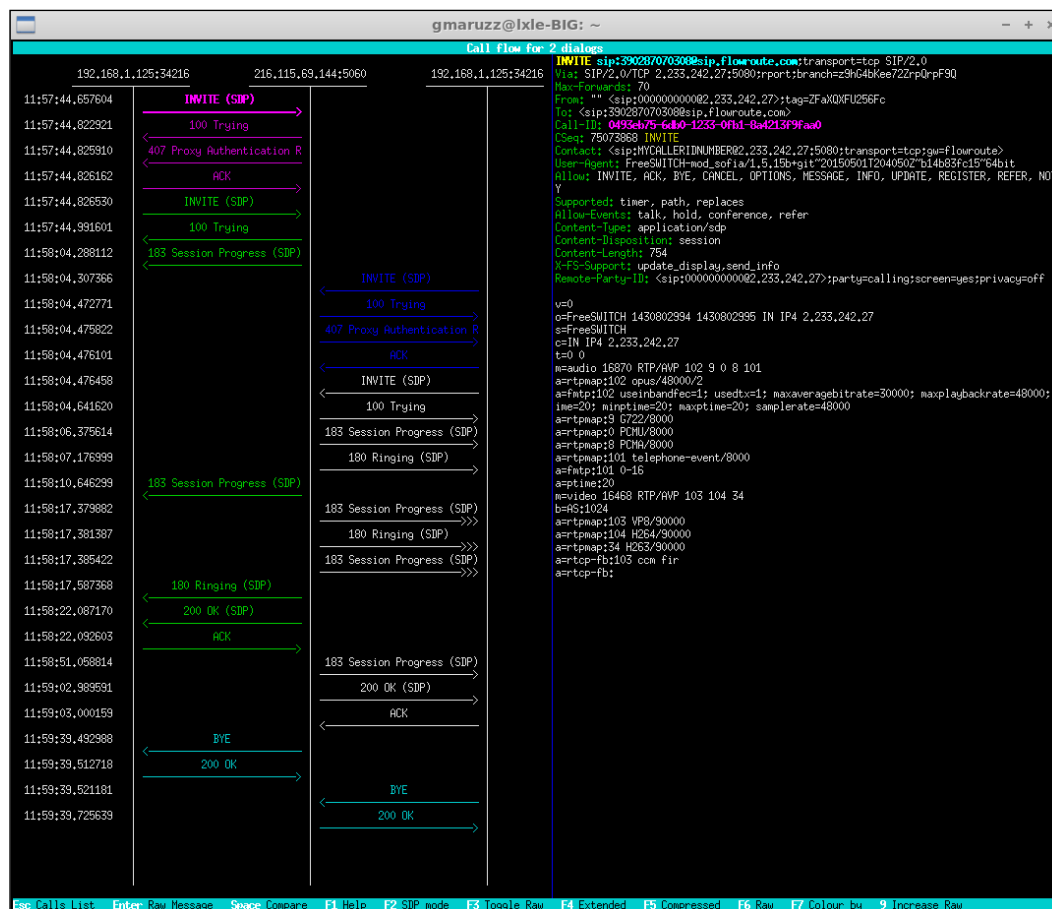 gmaruzz@lxle-BIG: ~
Call flow for 2 dialogs
192.168.1.125:34216 216.115.69.144:5060 192.168.1.125:34216
11:57:44.657604 INVITE (SDP)
11:57:44.822921 100 Trying
11:57:44.825910 407 Proxy Authentication R
11:57:44.826162 ACK
11:57:44.826530 INVITE (SDP)
11:57:44.991601 100 Trying
11:58:04.288112 183 Session Progress (SDP)
11:58:04.307366 INVITE (SDP)
11:58:04.472771 100 Trying
11:58:04.475822 407 Proxy Authentication R
11:58:04.476101 ACK
11:58:04.476458 INVITE (SDP)
11:58:04.641620 100 Trying
11:58:06.375614 183 Session Progress (SDP)
11:58:07.176999 180 Ringing (SDP)
11:58:10.646299 183 Session Progress (SDP)
11:58:17.379882 183 Session Progress (SDP)
11:58:17.381387 180 Ringing (SDP)
11:58:17.385422 183 Session Progress (SDP)
11:58:17.587368 180 Ringing (SDP)
11:58:22.087170 200 OK (SDP)
11:58:22.092603 ACK
11:58:51.058814 183 Session Progress (SDP)
11:59:02.989591 200 OK (SDP)
11:59:03.000159 ACK
11:59:39.492988 BYE
11:59:39.512718 200 OK
11:59:39.521181 BYE
11:59:39.725639 200 OK
INVITE sip:390287070308@sip.flowroute.com;transport=tcp SIP/2.0
Via: SIP/2.0/TCP 2.233.242.27:5080;rport;branch=z9hG4bKee72ZrpQrpF9Q
Max-Forwards: 70
From: "" <sip:0000000000@2.233.242.27>;tag=ZFaXQXFU256Fc
To: <sip:390287070308@sip.flowroute.com>
Call-ID: 0493eb75-6db0-1233-0fh1-8a4213f9faa0
CSeq: 75073868 INVITE
Contact: <sip:MYCALLERIDNUMBER@2.233.242.27:5080;transport=tcp;gw=flowroute>
User-Agent: FreeSWITCH-mod_sofia/1.5.15b+git~20150501T204050Z~b14b83fc15~64bit
Allow: INVITE, ACK, BYE, CANCEL, OPTIONS, MESSAGE, INFO, UPDATE, REGISTER, REFER, NO
Y
Supported: timer, path, replaces
Allow-Events: talk, hold, conference, refer
Content-Type: application/sdp
Content-Disposition: session
Content-Length: 754
X-FS-Support: update_display,send_info
Remote-Party-ID: <sip:0000000000@2.233.242.27>;party=calling;screen=yes;privacy=off
v=0
o=FreeSWITCH 1430802994 1430802995 IN IP4 2.233.242.27
s=FreeSWITCH
c=IN IP4 2.233.242.27
t=0 0
m=audio 16870 RTP/AVP 102 9 0 8 101
a=rtpmap:102 opus/48000/2
a=fmtp:102 useinbandfec=1; usedtx=1; maxaveragebitrate=30000; maxplaybackrate=48000;
ime=20; minptime=20; maxptime=20; samplerate=48000
a=rtpmap:9 G722/8000
a=rtpmap:0 PCMU/8000
a=rtpmap:8 PCMA/8000
a=rtpmap:101 telephone-event/8000
a=fmtp:101 0-16
a=ptime:20
m=video 16468 RTP/AVP 103 104 34
b=AS:1024
a=rtpmap:103 VP8/90000
a=rtpmap:104 H264/90000
a=rtpmap:34 H263/90000
a=rtcp-fb:103 ccm fir
a=rtcp-fb:
Esc Calls List Enter Raw Message Space Compare F1 Help F2 SDP mode F3 Toggle Raw F4 Extended F5 Compressed F6 Raw F7 Colour by 9 Increase Raw